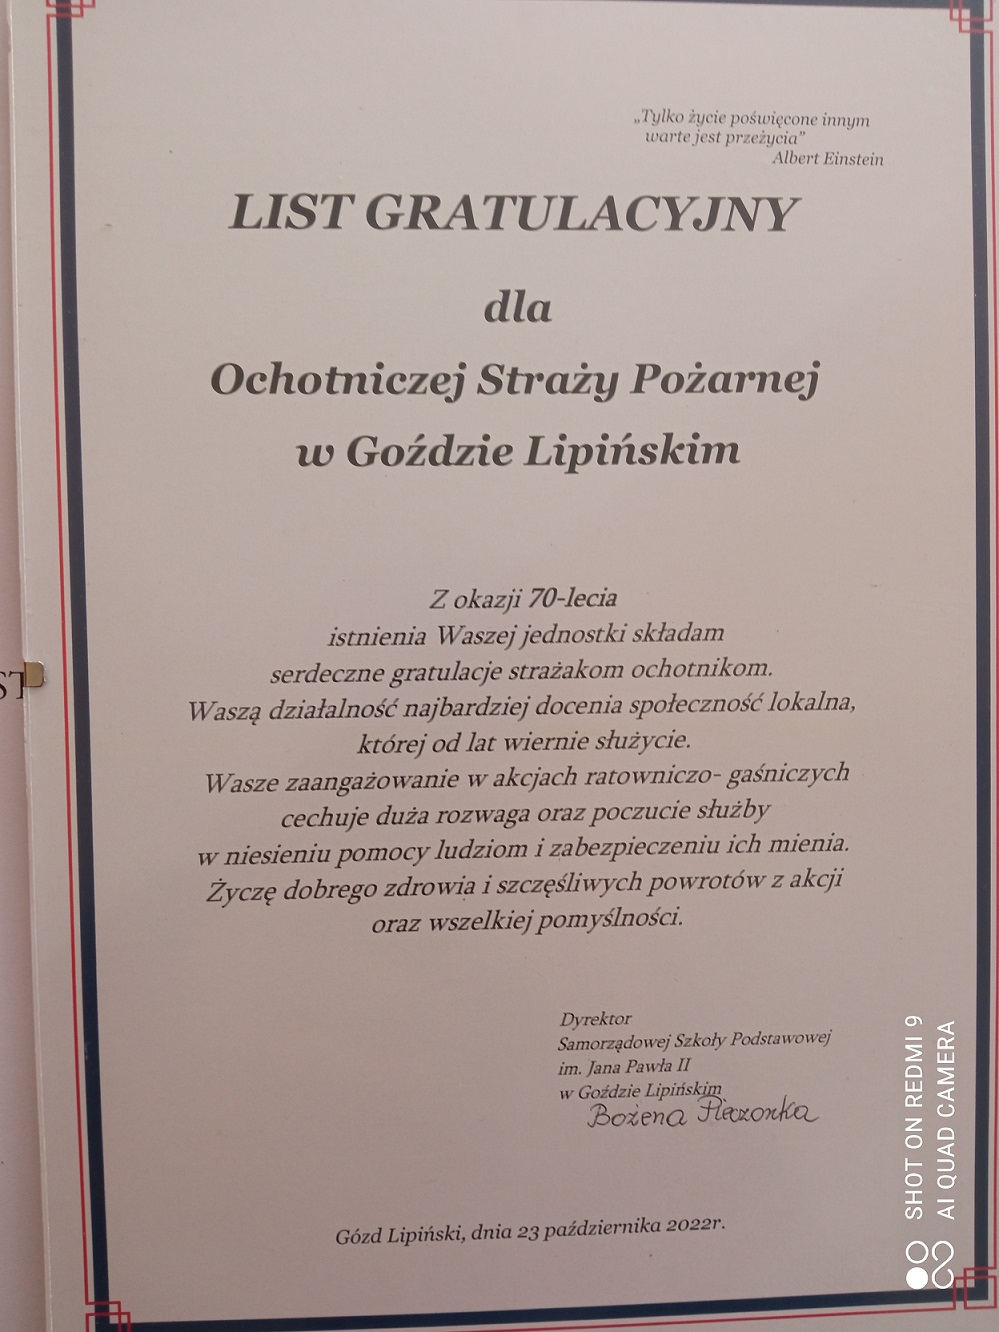 „Tylko życie poświęcone innym
warte jest przeżycia”
Albert Einstein
LIST GRATULACYJNY
dla
Ochotniczej Straży Pożarnej
w Goździe Lipińskim
Z okazji 70-lecia
istnienia Waszej jednostki składam
serdeczne gratulacje strażakom ochotnikom.
Waszą działalność najbardziej docenia społeczność lokalna,
której od lat wiernie służycie.
Wasze zaangażowanie w akcjach ratowniczo- gaśniczych
cechuje duża rozwaga oraz poczucie służby
w niesieniu pomocy ludziom i zabezpieczeniu ich mienia.
Życzę dobrego zdrowia i szczęśliwych powrotów z akcji
oraz wszelkiej pomyślności.
Dyrektor
Samorządowej Szkoły Podstawowej
im. Jana Pawła II
w Goździe Lipińskim
Bożena
Gózd Lipiński, dnia 23 października 2022r.
ST
SHOT ON REDMI 9
AI QUAD CAMERA